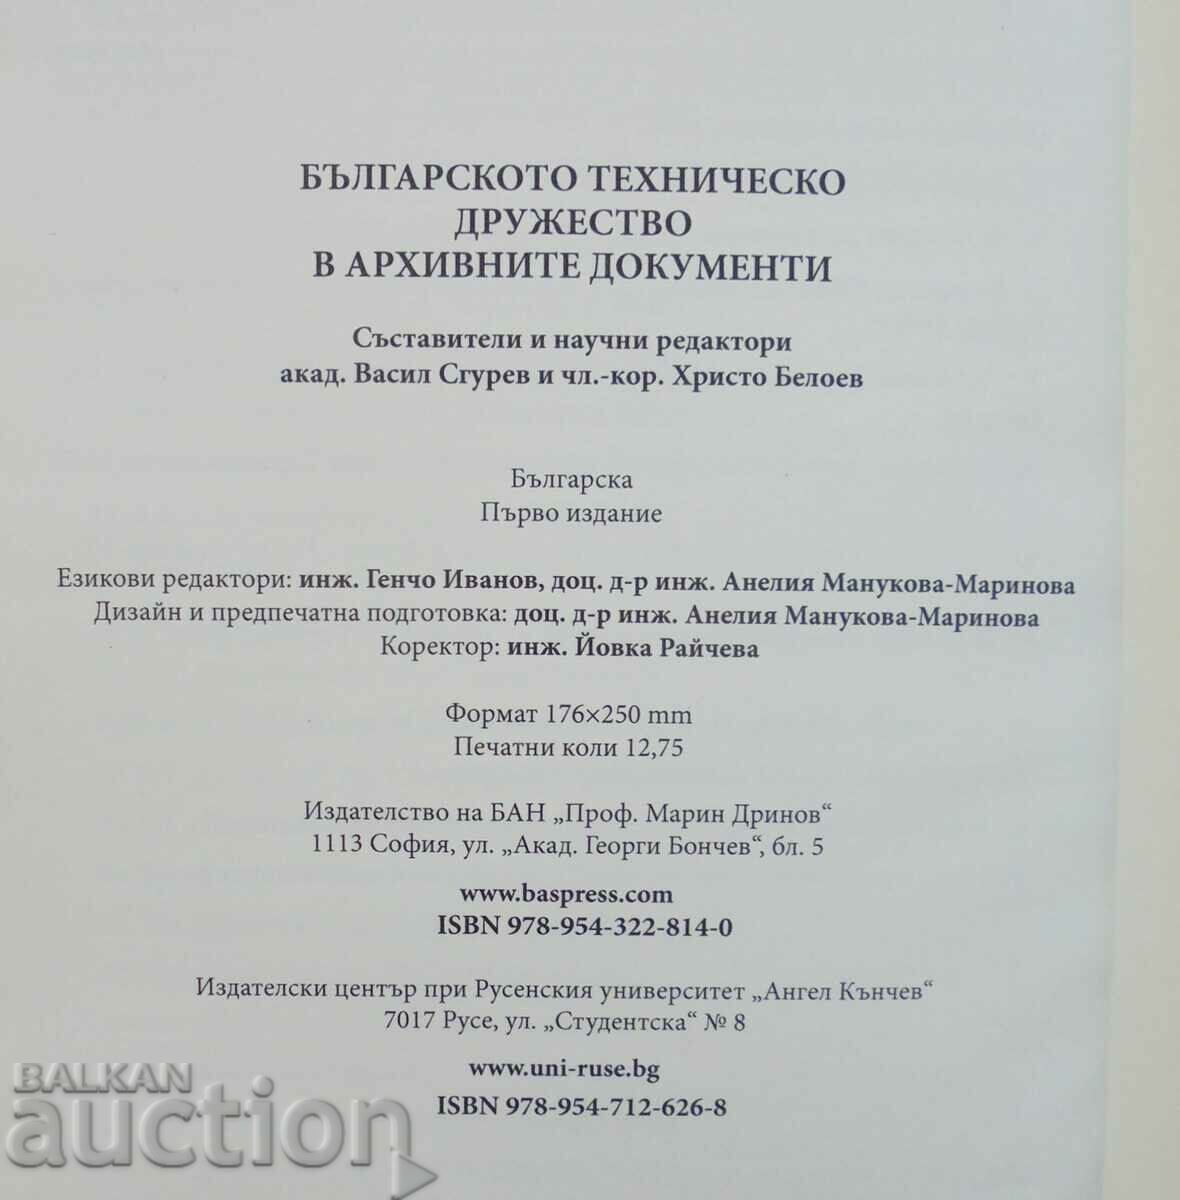 БЪЛГАРСКОТО ТЕХНИЧЕСКО
ДРУЖЕСТВО
В АРХИВНИТЕ ДОКУМЕНТИ
Съставители и научни редактори
акад. Васил Сгурев и чл.-кор. Христо Белоев
Българска
Първо издание
Езикови редактори: инж. Генчо Иванов, доц. д-р инж. Анелия Манукова-Маринова
Дизайн и предпечатна подготовка: доц. д-р инж. Анелия Манукова-Маринова
Коректор: инж. Йовка Райчева
Формат 176×250 mm
Печатни коли 12,75
Издателство на БАН „Проф. Марин Дринов“
1113 София, ул. „Акад. Георги Бончев“, бл. 5
www.baspress.com
ISBN 978-954-322-814-0
Издателски център при Русенския университет „Ангел Кънчев“
7017 Русе, ул. „Студентска“ № 8
www.uni-ruse.bg
ISBN 978-954-712-626-8
BALKAN
auction